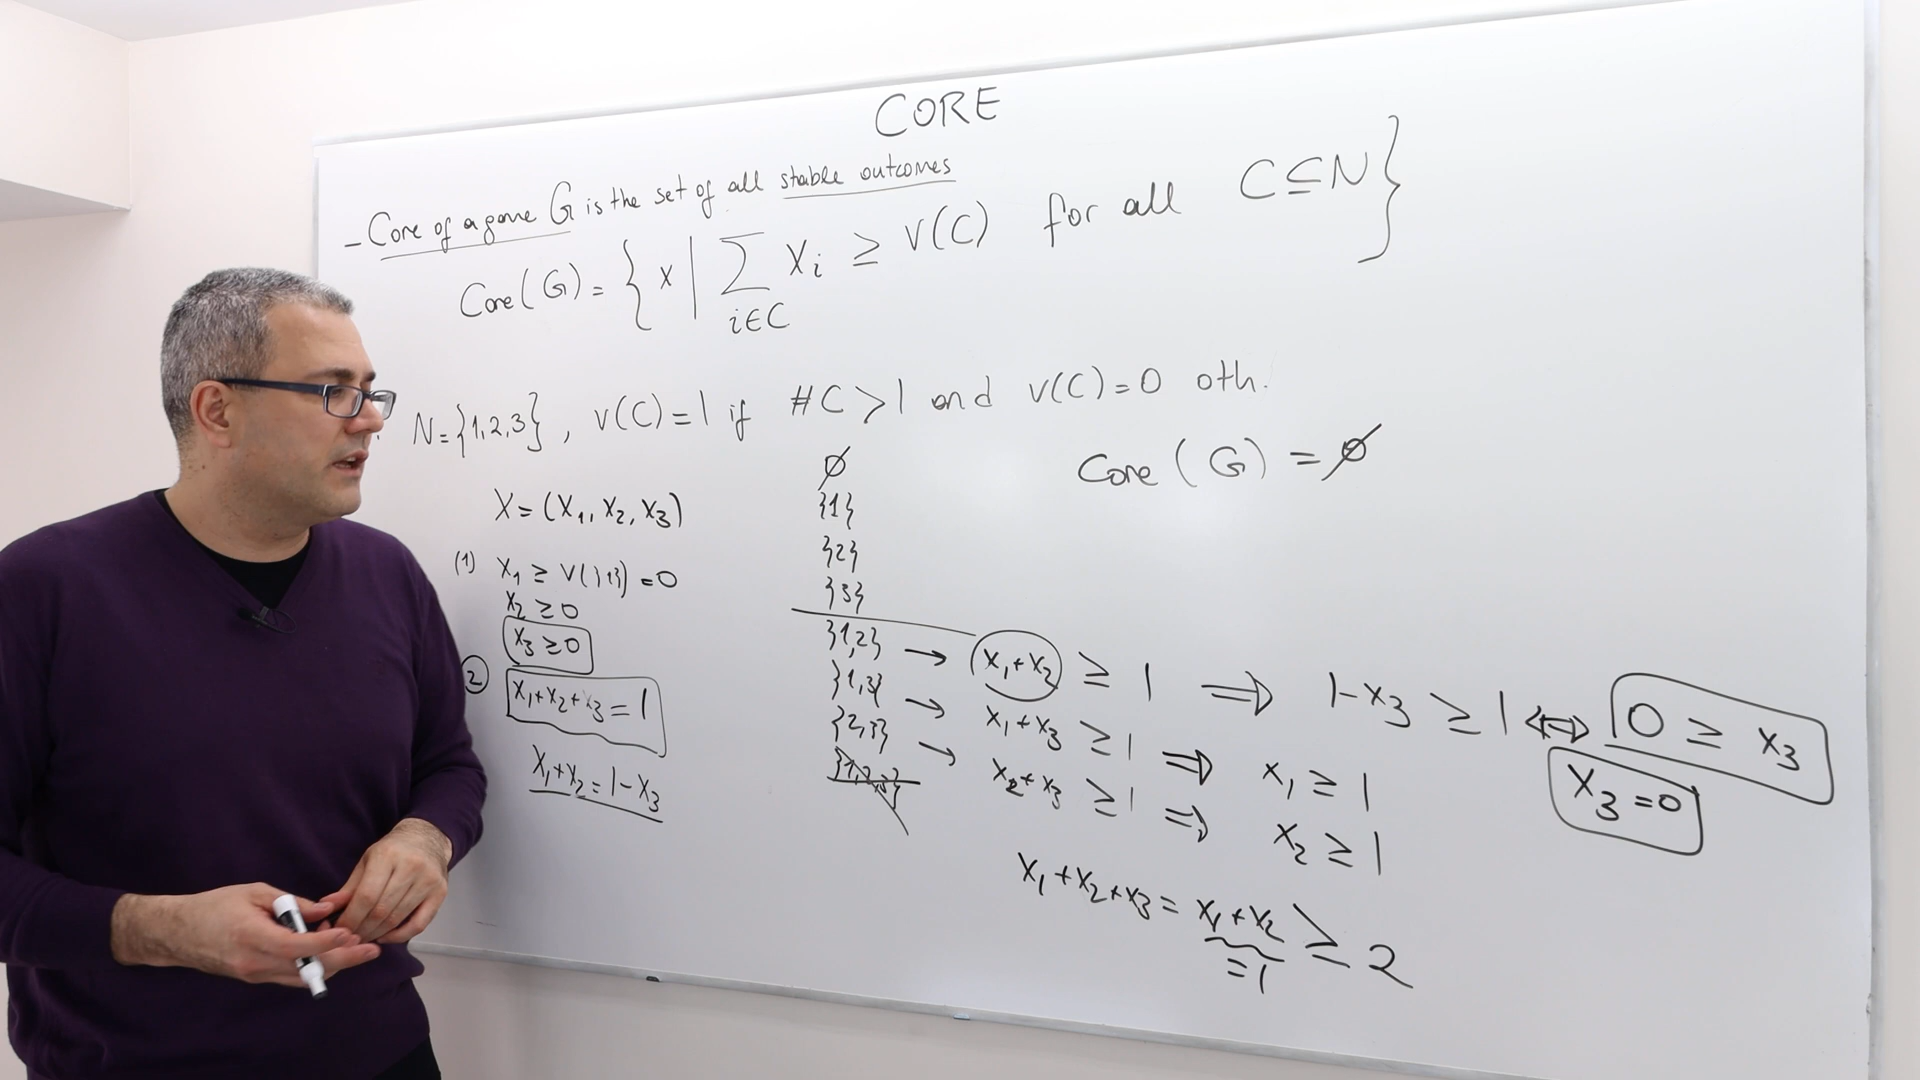 CORE
- Core of a game G is the set of all stable outcomes
Core(G) = { x | ∑ xi ≥ v(C) for all C ⊆ N }
i∈C
N={1,2,3}, v(C)=1 if #C>1 and v(C)=0 oth.
Core(G) = ∅
X=(x1, x2, x3)
(1) x1 ≥ v({1}) =0
x2 ≥0
x3 ≥0
2 x1+x2+x3=1
x1+x2=1-x3
∅
{1}
{2}
{3}
{1,2} → x1+x2 ≥ 1 ⇒ 1-x3 ≥ 1 ⇔ 0 ≥ x3
{1,3} → x1+x3 ≥ 1 ⇒ x1 ≥ 1
x3=0
{2,3} → x2+x3 ≥ 1 ⇒ x2 ≥ 1
{1,2,3}
x1+x2+x3 = x1+x2 ≥ 2
=1